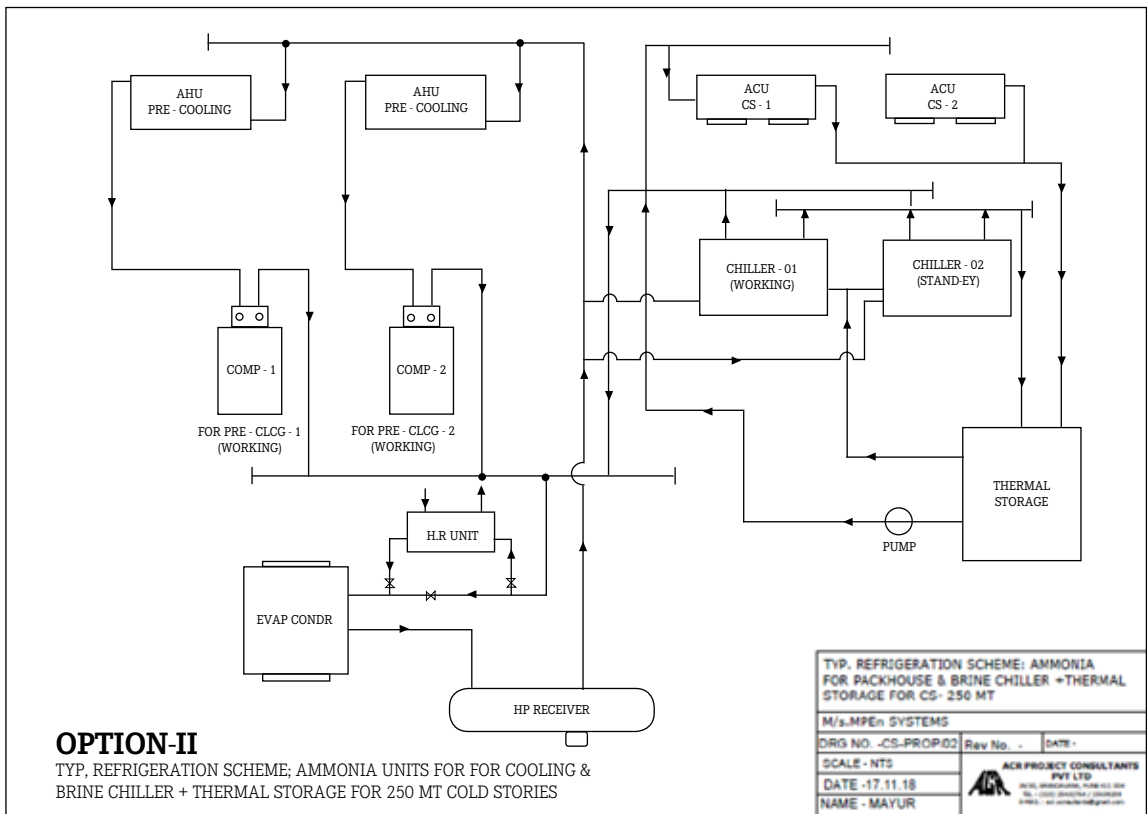 AHU
PRE - COOLING
AHU
PRE - COOLING
ACU
CS - 1
ACU
CS - 2
CHILLER - 01
(WORKING)
CHILLER - 02
(STAND-EY)
COMP - 1
COMP - 2
FOR PRE - CLCG - 1
(WORKING)
FOR PRE - CLCG - 2
(WORKING)
THERMAL
STORAGE
H.R UNIT
PUMP
EVAP CONDR
HP RECEIVER
OPTION-II
TYP, REFRIGERATION SCHEME; AMMONIA UNITS FOR FOR COOLING &
BRINE CHILLER + THERMAL STORAGE FOR 250 MT COLD STORIES
TYP. REFRIGERATION SCHEME: AMMONIA
FOR PACKHOUSE & BRINE CHILLER +THERMAL
STORAGE FOR CS- 250 MT
M/s.MPEn SYSTEMS
DRG NO. -CS-PROP.02 Rev No. - DATE -
SCALE - NTS
DATE -17.11.18
NAME - MAYUR
ACR
ACR PROJECT CONSULTANTS
PVT LTD